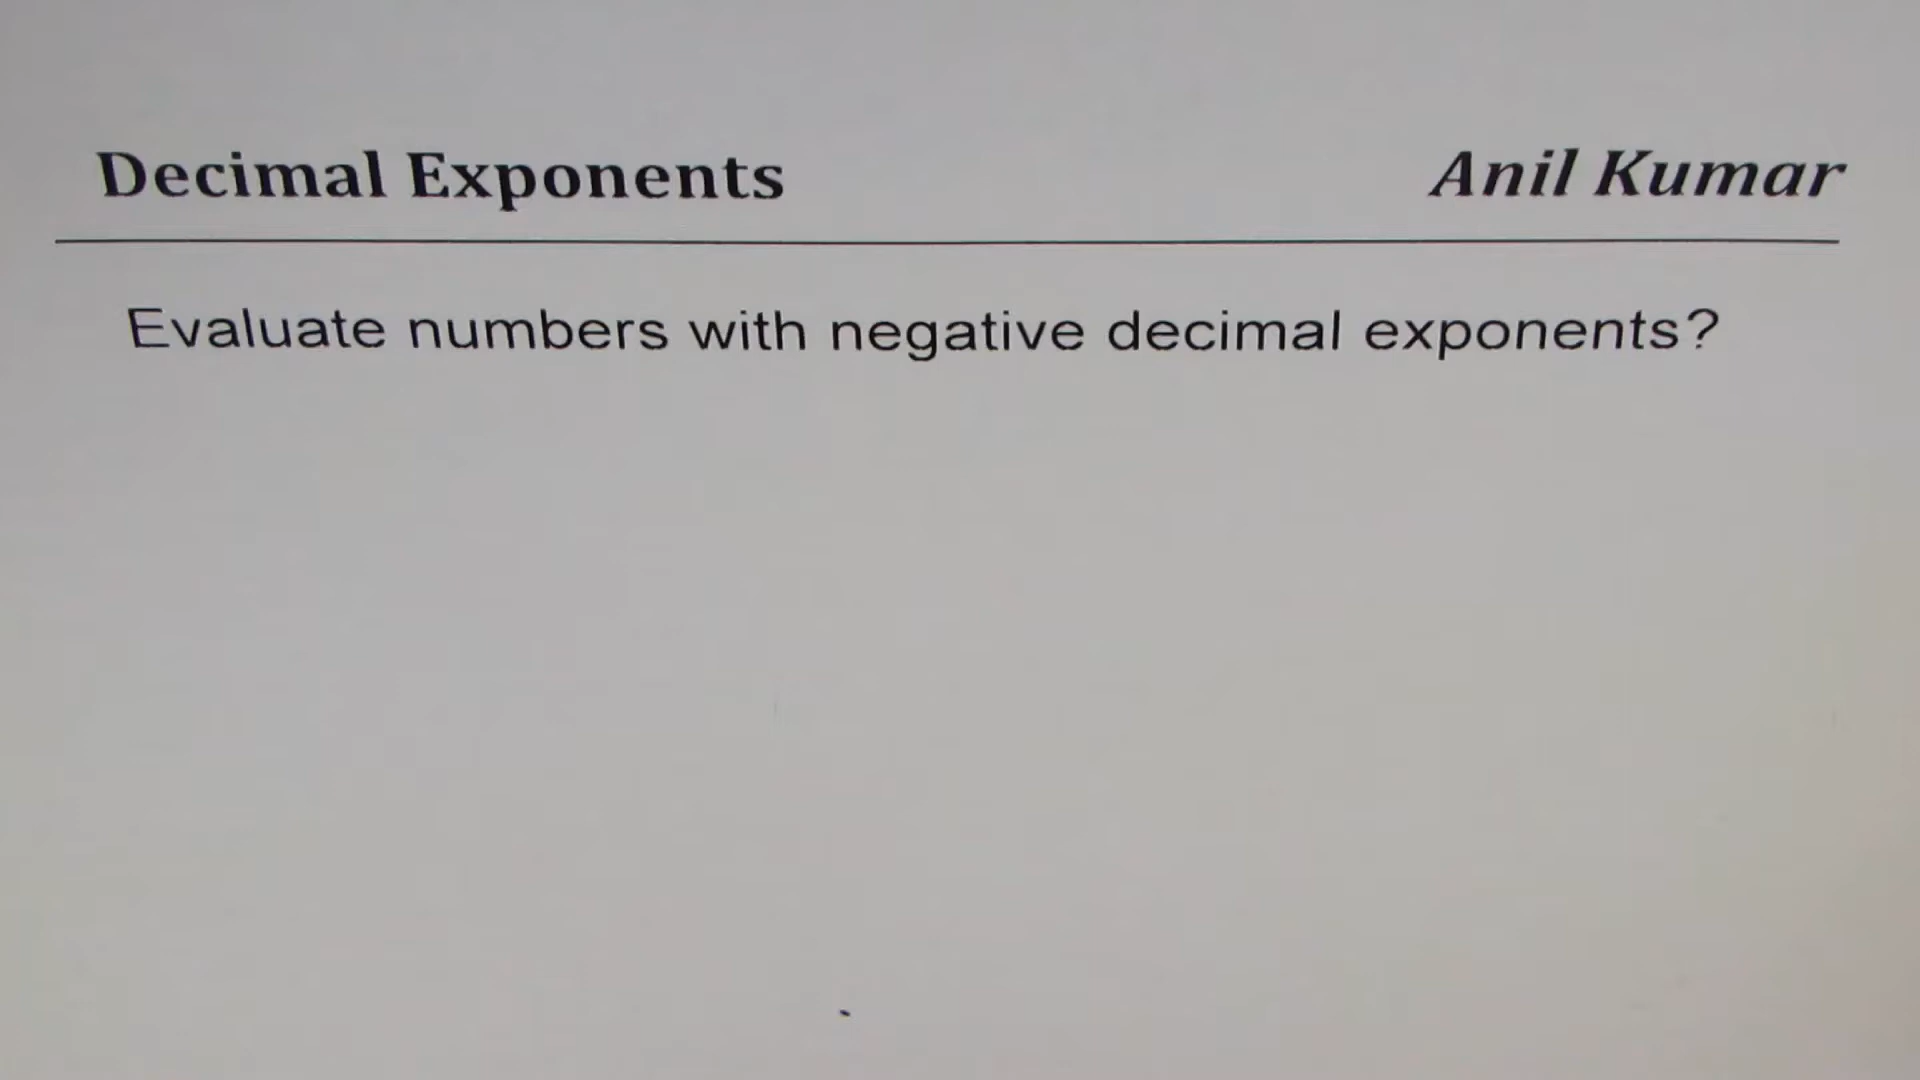 Decimal Exponents Anil Kumar
Evaluate numbers with negative decimal exponents?